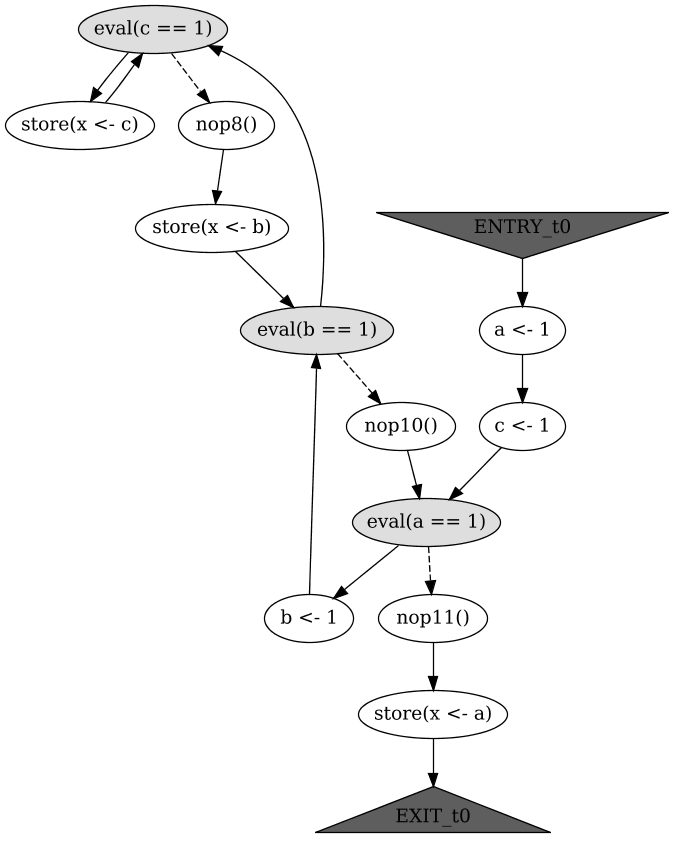 eval(c == 1)
store(x <- c)
nop8()
store(x <- b)
ENTRY_t0
eval(b == 1)
a <- 1
nop10()
c <- 1
eval(a == 1)
b <- 1
nop11()
store(x <- a)
EXIT_t0